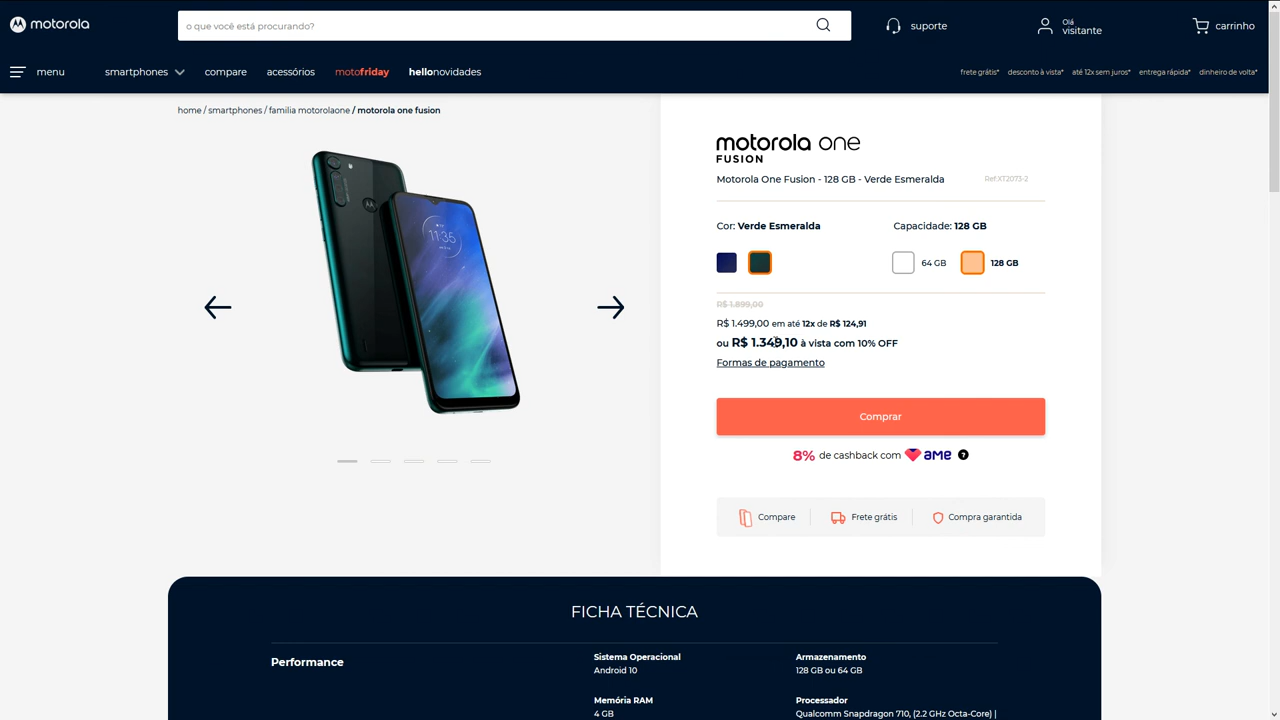 motorola
o que você está procurando?
suporte
Olá
visitante
carrinho
menu
smartphones
compare
acessórios
motofriday
hellonovidades
frete grátis*
desconto à vista*
até 12x sem juros*
entrega rápida*
dinheiro de volta*
home / smartphones / familia motorolaone / motorola one fusion
11:35
motorola one
FUSION
Motorola One Fusion - 128 GB - Verde Esmeralda
Ref:XT2073-2
Cor: Verde Esmeralda
Capacidade: 128 GB
64 GB
128 GB
R$ 1.899,00
R$ 1.499,00 em até 12x de R$ 124,91
ou R$ 1.349,10 à vista com 10% OFF
Formas de pagamento
Comprar
8% de cashback com AME ?
Compare
Frete grátis
Compra garantida
FICHA TÉCNICA
Performance
Sistema Operacional
Android 10
Armazenamento
128 GB ou 64 GB
Memória RAM
4 GB
Processador
Qualcomm Snapdragon 710, (2.2 GHz Octa-Core) |